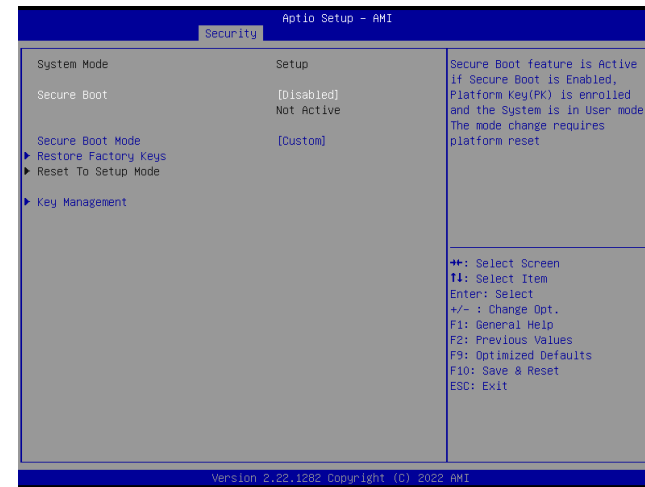 Aptio Setup - AMI
Security
System Mode Setup
Secure Boot [Disabled]
Not Active
Secure Boot Mode [Custom]
Restore Factory Keys
Reset To Setup Mode
Key Management
Secure Boot feature is Active
if Secure Boot is Enabled,
Platform Key(PK) is enrolled
and the System is in User mode
The mode change requires
platform reset
→←: Select Screen
↑↓: Select Item
Enter: Select
+/- : Change Opt.
F1: General Help
F2: Previous Values
F9: Optimized Defaults
F10: Save & Reset
ESC: Exit
Version 2.22.1282 Copyright (C) 2022 AMI